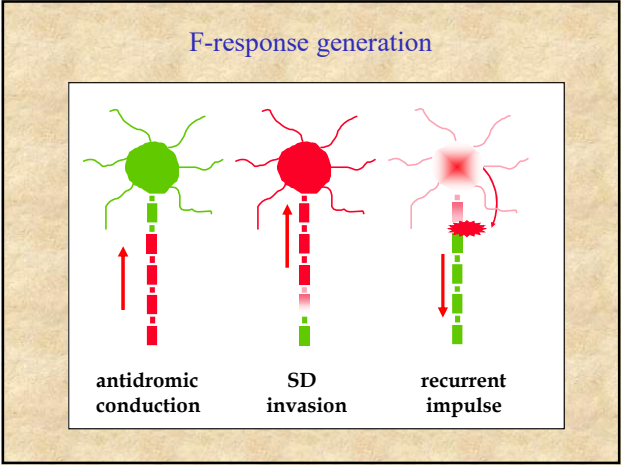 F-response generation
antidromic
conduction
SD
invasion
recurrent
impulse